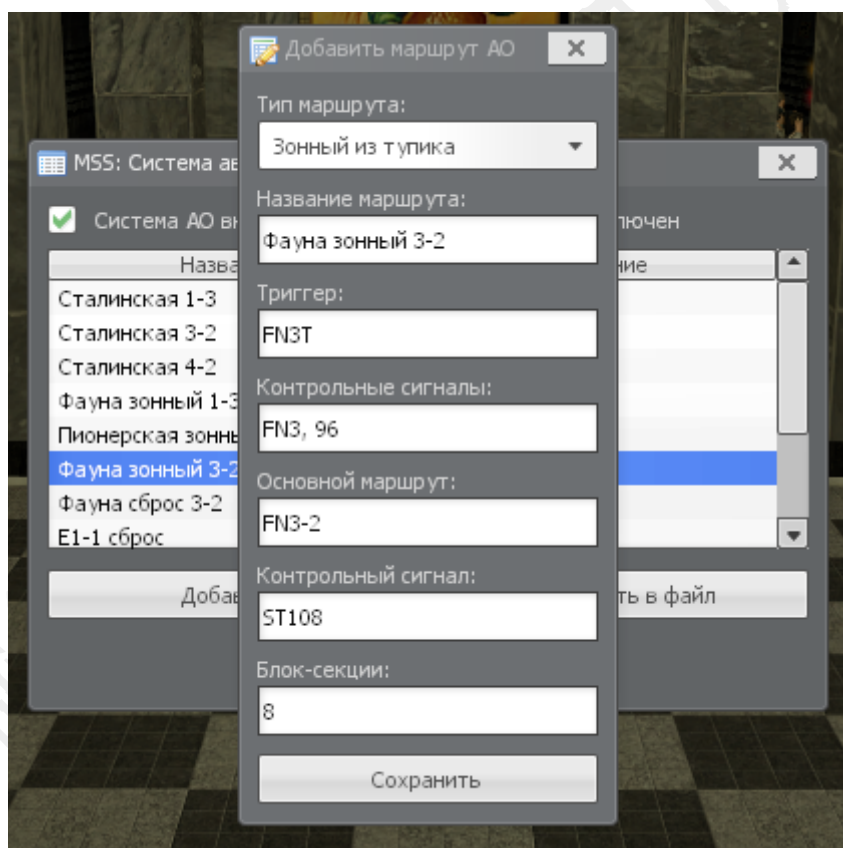 Добавить маршрут АО
Тип маршрута:
Зонный из тупика
Название маршрута:
Фауна зонный 3-2
Триггер:
FN3T
Контрольные сигналы:
FN3, 96
Основной маршрут:
FN3-2
Контрольный сигнал:
ST108
Блок-секции:
8
Сохранить
MSS: Система ав
Система АО вк
лючен
Назва
ние
Сталинская 1-3
Сталинская 3-2
Сталинская 4-2
Фауна зонный 1-3
Пионерская зонны
Фауна зонный 3-2
Фауна сброс 3-2
Е1-1 сброс
Добав
ть в файл